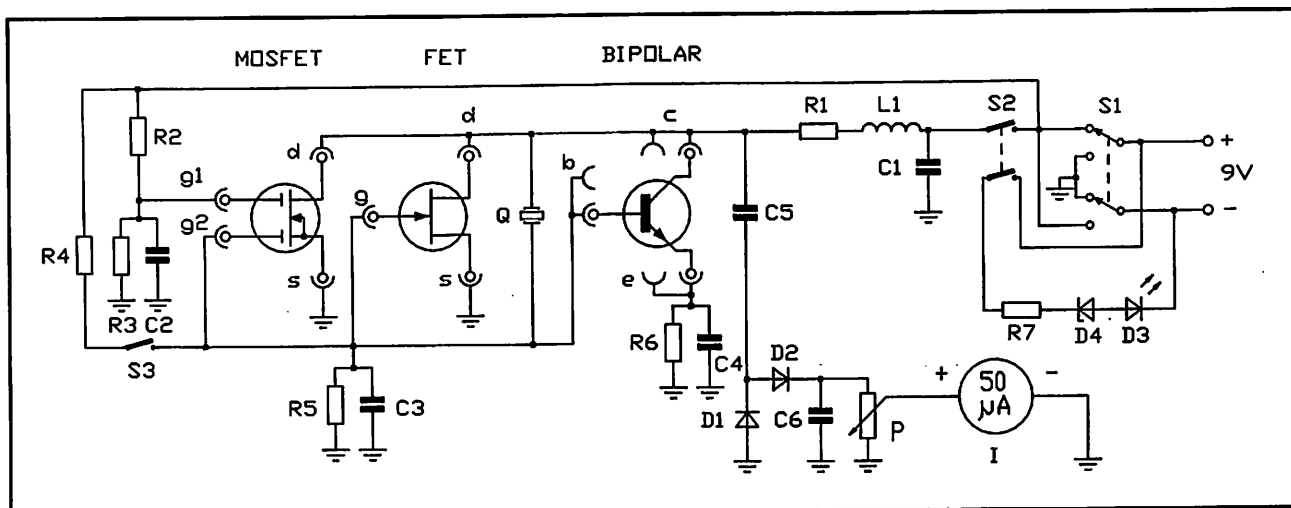 MOSFET FET BIPOLAR
R1 L1 S2 S1
R2 d d c
+
9V
-
g1 d b C1
g2 g Q C5
R4 s s e
R3 C2 R7 D4 D3
S3 R6 C4 D2
R5 C3 D1 C6 P + 50 µA -
I